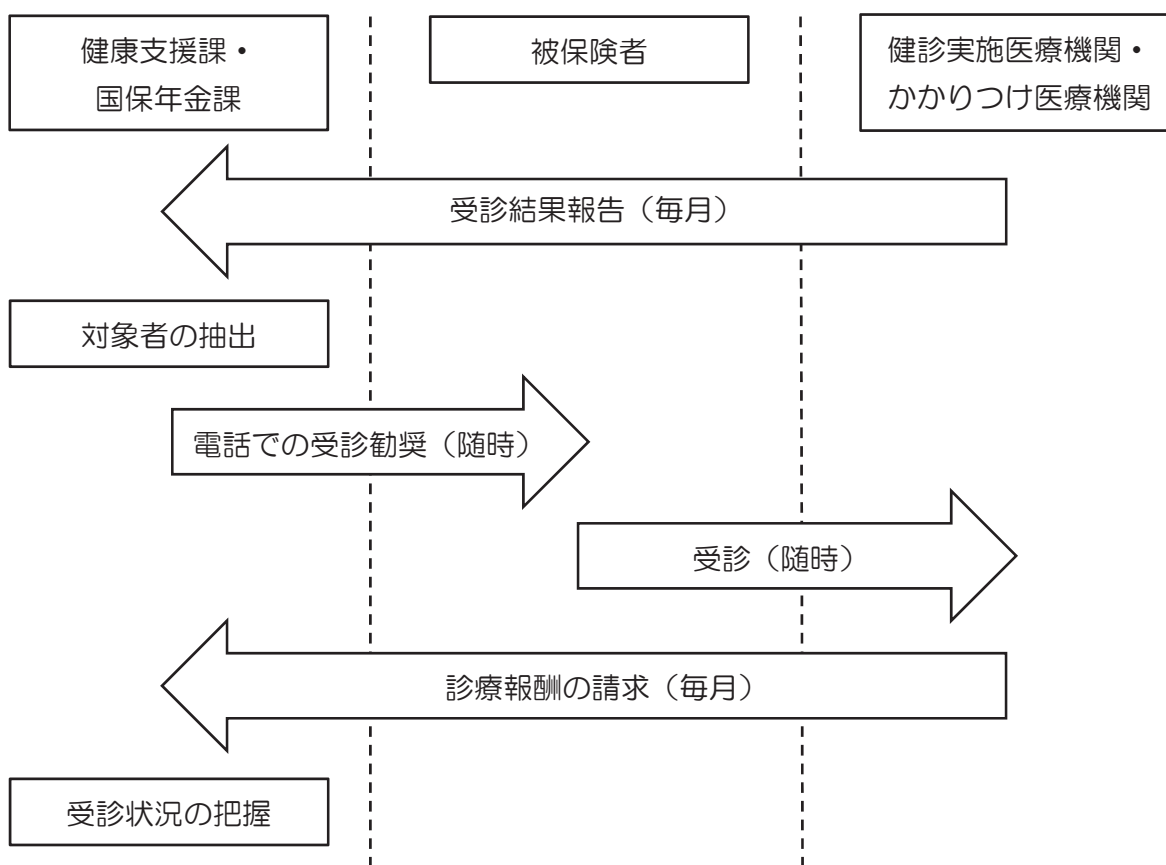 健康支援課・
国保年金課
被保険者
健診実施医療機関・
かかりつけ医療機関
受診結果報告（毎月）
対象者の抽出
電話での受診勧奨（随時）
受診（随時）
診療報酬の請求（毎月）
受診状況の把握